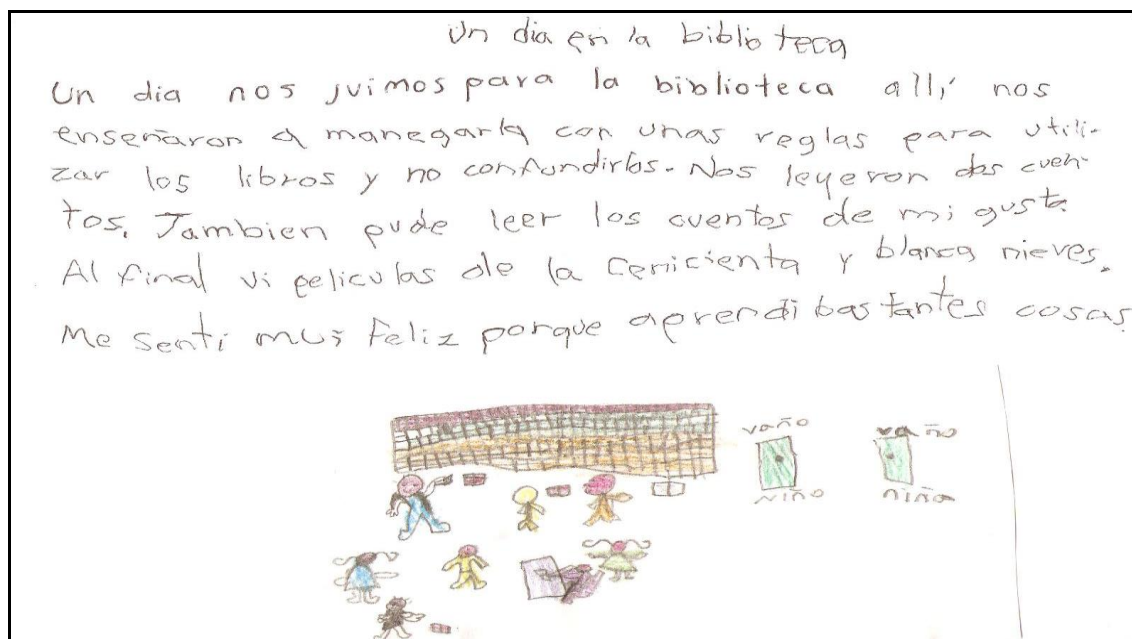 Un dia en la biblioteca
Un dia nos juimos para la biblioteca allí nos
enseñaron a manegarla con unas reglas para utili-
zar los libros y no confundirlos. Nos leyeron dos cuen-
tos. Tambien pude leer los cuentos de mi gusto.
Al final vi peliculas de la cenicienta y blanca nieves.
Me sentí muy feliz porque aprendi bastantes cosas
vaño vaño
niño niña